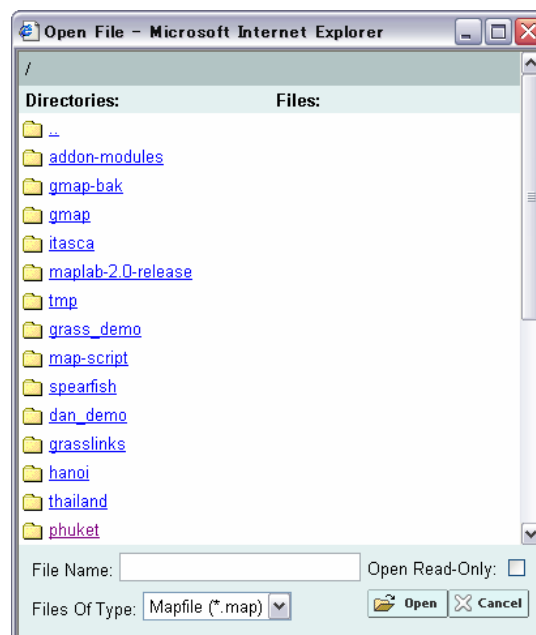 Open File - Microsoft Internet Explorer
/
Directories: Files:
..
addon-modules
gmap-bak
gmap
itasca
maplab-2.0-release
tmp
grass_demo
map-script
spearfish
dan_demo
grasslinks
hanoi
thailand
phuket
File Name: Open Read-Only:
Files Of Type: Mapfile (*.map) Open Cancel